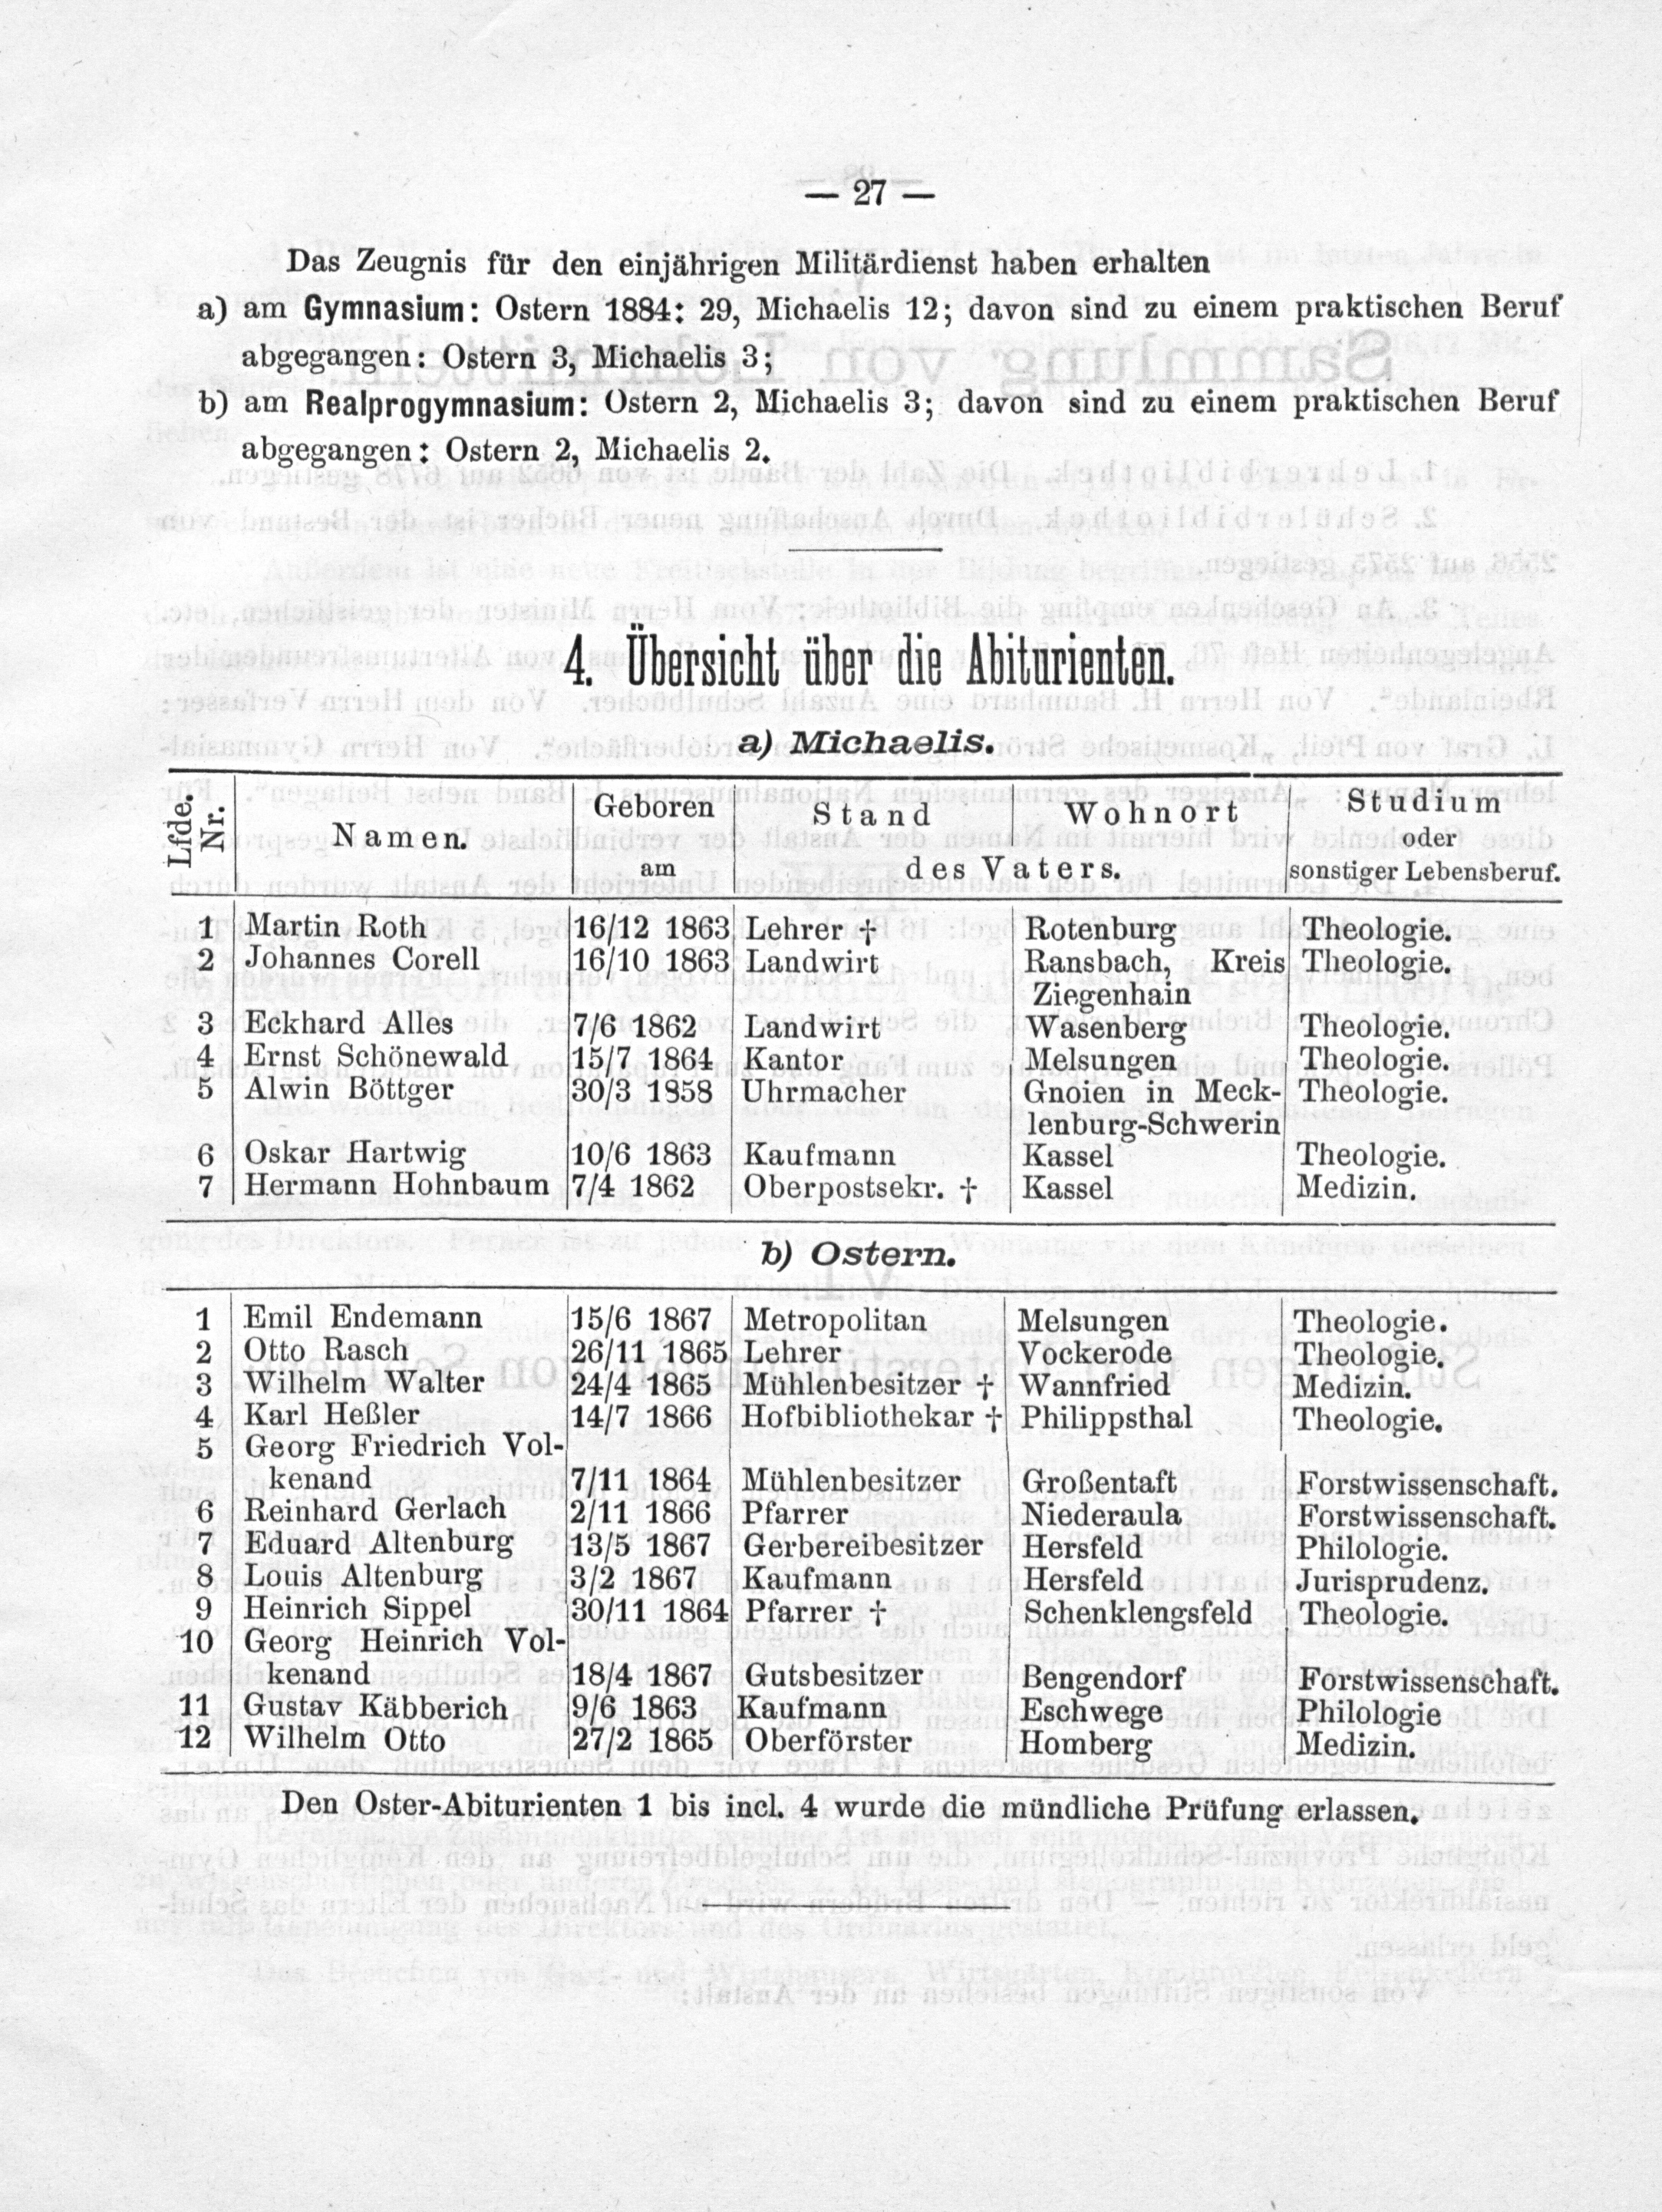 — 27 —
Das Zeugnis für den einjährigen Militärdienst haben erhalten
a) am Gymnasium: Ostern 1884: 29, Michaelis 12; davon sind zu einem praktischen Beruf
abgegangen: Ostern 3, Michaelis 3;
b) am Realprogymnasium: Ostern 2, Michaelis 3; davon sind zu einem praktischen Beruf
abgegangen: Ostern 2, Michaelis 2.
4. Übersicht über die Abiturienten.
a) Michaelis.
Lfde. Nr. Namen. Geboren am Stand Wohnort des Vaters. Studium oder sonstiger Lebensberuf.
1 Martin Roth 16/12 1863 Lehrer † Rotenburg Theologie.
2 Johannes Corell 16/10 1863 Landwirt Ransbach, Kreis Theologie.
Ziegenhain
3 Eckhard Alles 7/6 1862 Landwirt Wasenberg Theologie.
4 Ernst Schönewald 15/7 1864 Kantor Melsungen Theologie.
5 Alwin Böttger 30/3 1858 Uhrmacher Gnoien in Meck- Theologie.
lenburg-Schwerin
6 Oskar Hartwig 10/6 1863 Kaufmann Kassel Theologie.
7 Hermann Hohnbaum 7/4 1862 Oberpostsekr. † Kassel Medizin.
b) Ostern.
1 Emil Endemann 15/6 1867 Metropolitan Melsungen Theologie.
2 Otto Rasch 26/11 1865 Lehrer Vockerode Theologie.
3 Wilhelm Walter 24/4 1865 Mühlenbesitzer † Wannfried Medizin.
4 Karl Heßler 14/7 1866 Hofbibliothekar † Philippsthal Theologie.
5 Georg Friedrich Vol-
kenand 7/11 1864 Mühlenbesitzer Großentaft Forstwissenschaft.
6 Reinhard Gerlach 2/11 1866 Pfarrer Niederaula Forstwissenschaft.
7 Eduard Altenburg 13/5 1867 Gerbereibesitzer Hersfeld Philologie.
8 Louis Altenburg 3/2 1867 Kaufmann Hersfeld Jurisprudenz.
9 Heinrich Sippel 30/11 1864 Pfarrer † Schenklengsfeld Theologie.
10 Georg Heinrich Vol-
kenand 18/4 1867 Gutsbesitzer Bengendorf Forstwissenschaft.
11 Gustav Käbberich 9/6 1863 Kaufmann Eschwege Philologie
12 Wilhelm Otto 27/2 1865 Oberförster Homberg Medizin.
Den Oster-Abiturienten 1 bis incl. 4 wurde die mündliche Prüfung erlassen.